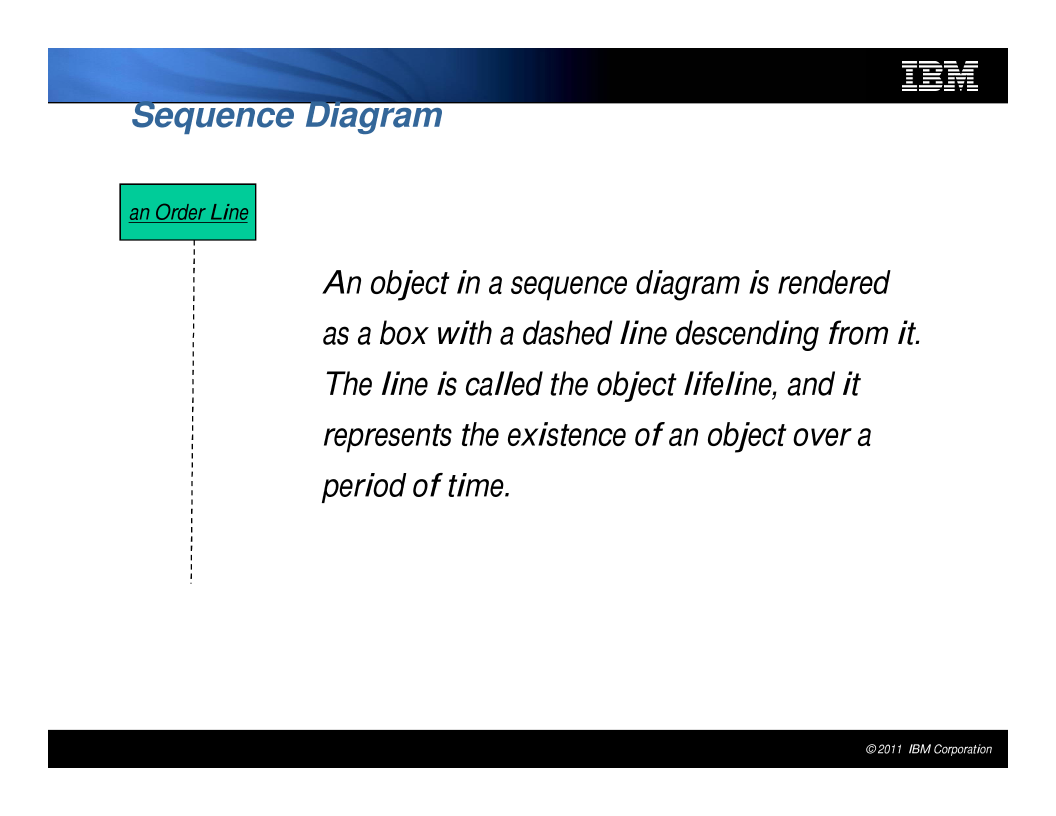 IBM
Sequence Diagram
an Order Line
An object in a sequence diagram is rendered
as a box with a dashed line descending from it.
The line is called the object lifeline, and it
represents the existence of an object over a
period of time.
© 2011 IBM Corporation